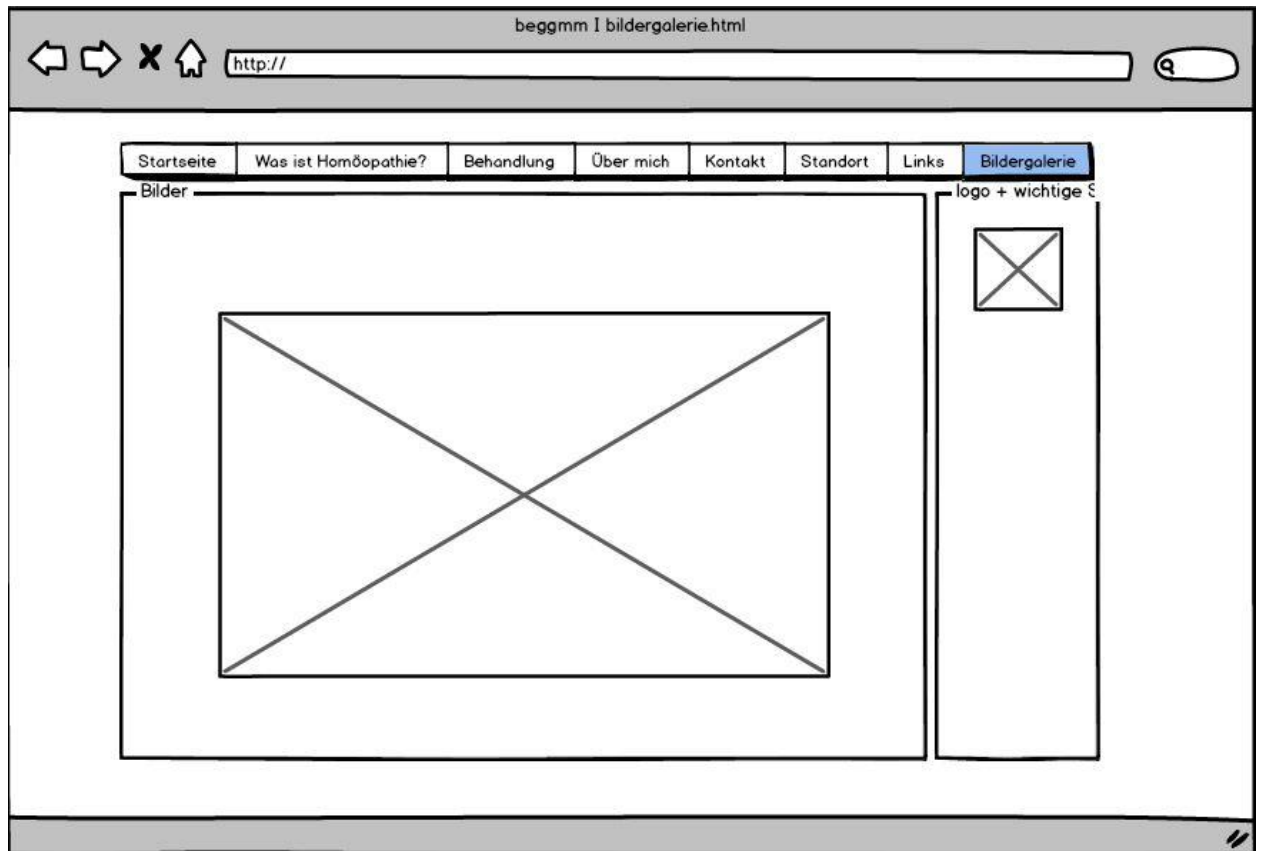 beggmm I bildergalerie.html
http://
Startseite Was ist Homöopathie? Behandlung Über mich Kontakt Standort Links Bildergalerie
Bilder
logo + wichtige S